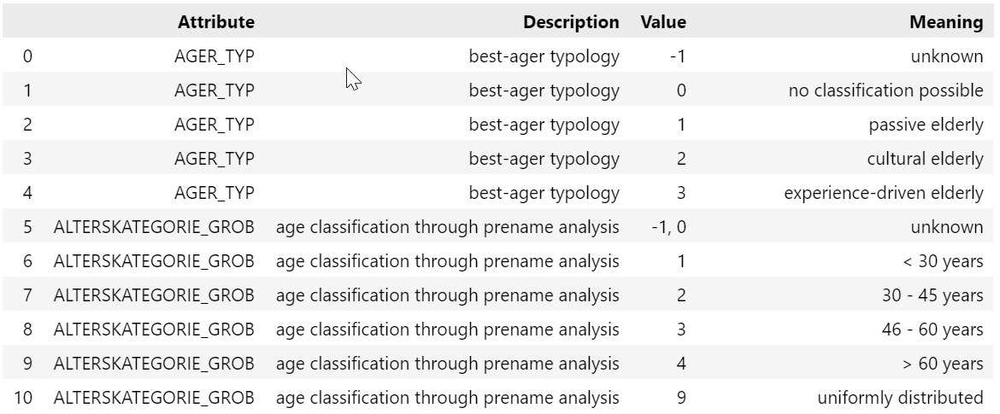 Attribute Description Value Meaning
0 AGER_TYP best-ager typology -1 unknown
1 AGER_TYP best-ager typology 0 no classification possible
2 AGER_TYP best-ager typology 1 passive elderly
3 AGER_TYP best-ager typology 2 cultural elderly
4 AGER_TYP best-ager typology 3 experience-driven elderly
5 ALTERSKATEGORIE_GROB age classification through prename analysis -1, 0 unknown
6 ALTERSKATEGORIE_GROB age classification through prename analysis 1 < 30 years
7 ALTERSKATEGORIE_GROB age classification through prename analysis 2 30 - 45 years
8 ALTERSKATEGORIE_GROB age classification through prename analysis 3 46 - 60 years
9 ALTERSKATEGORIE_GROB age classification through prename analysis 4 > 60 years
10 ALTERSKATEGORIE_GROB age classification through prename analysis 9 uniformly distributed